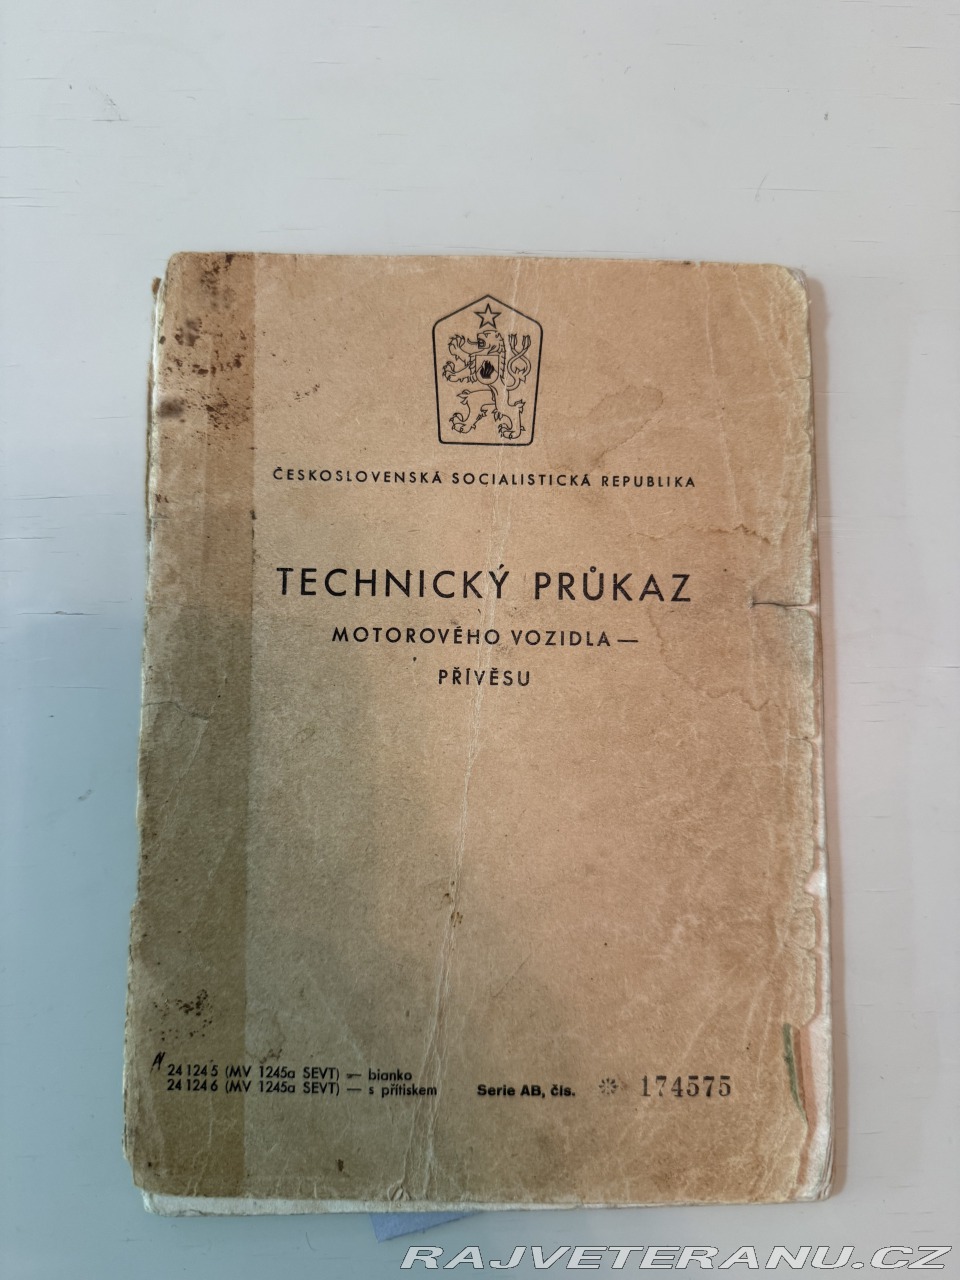 ČESKOSLOVENSKÁ SOCIALISTICKÁ REPUBLIKA
TECHNICKÝ PRŮKAZ
MOTOROVÉHO VOZIDLA —
PŘÍVĚSU
24 124 5 (MV 1245a SEVT) — bianko
24 124 6 (MV 1245a SEVT) — s přítiskem
Serie AB, čís. * 174575
RAJVETERANU.CZ